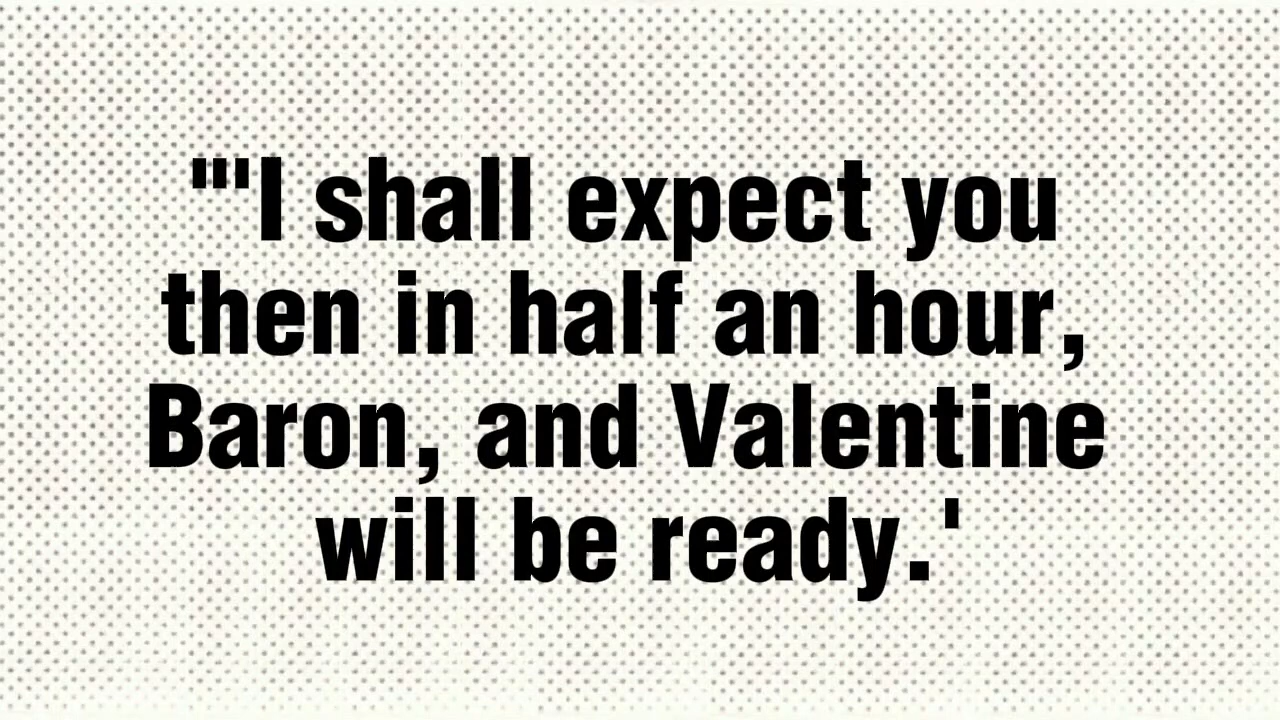 "'I shall expect you
then in half an hour,
Baron, and Valentine
will be ready.'